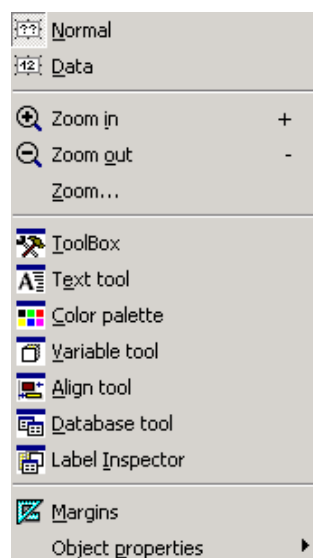 ?? Normal
12 Data
Zoom in +
Zoom out -
Zoom...
ToolBox
A Text tool
Color palette
Variable tool
Align tool
Database tool
Label Inspector
Margins
Object properties